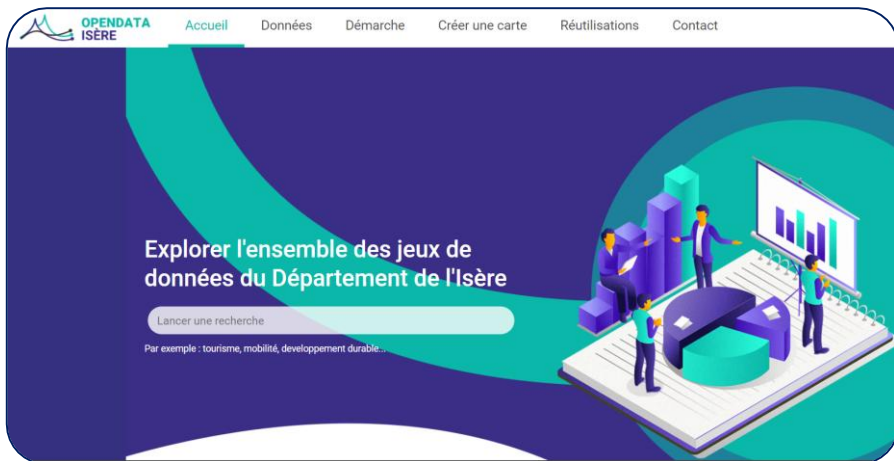 OPENDATA
ISÈRE
Accueil Données Démarche Créer une carte Réutilisations Contact
Explorer l'ensemble des jeux de
données du Département de l'Isère
Lancer une recherche
Par exemple : tourisme, mobilité, developpement durable...